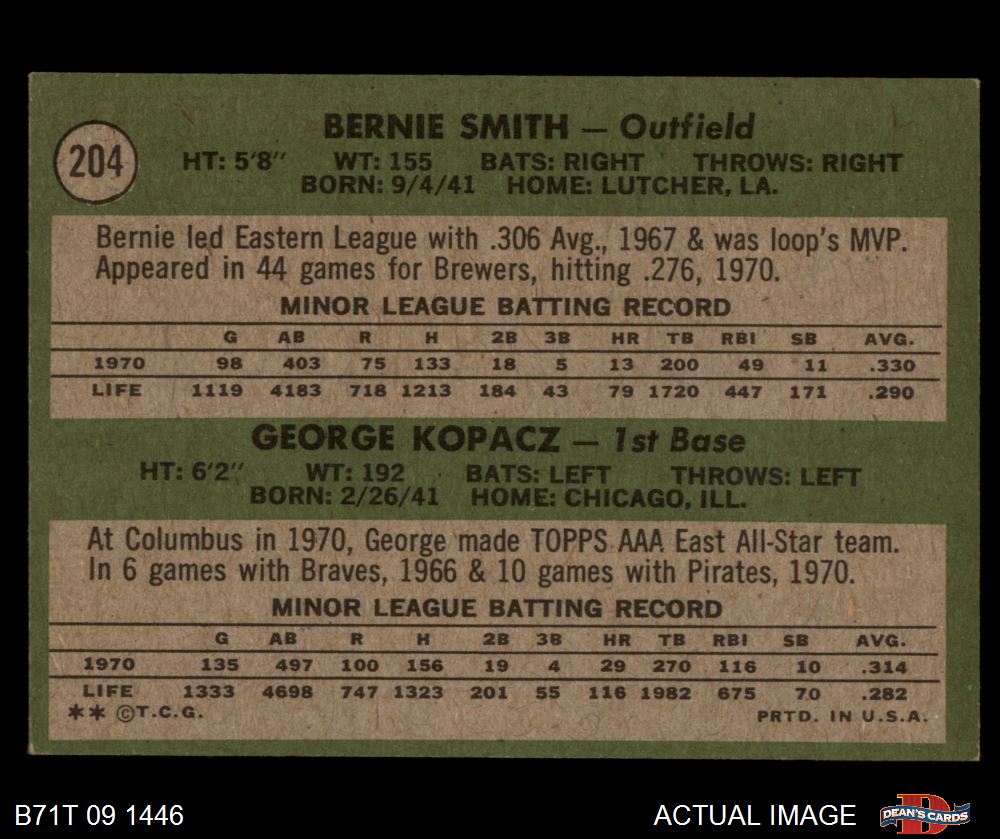 204
BERNIE SMITH — Outfield
HT: 5'8" WT: 155 BATS: RIGHT THROWS: RIGHT
BORN: 9/4/41 HOME: LUTCHER, LA.
Bernie led Eastern League with .306 Avg., 1967 & was loop's MVP.
Appeared in 44 games for Brewers, hitting .276, 1970.
MINOR LEAGUE BATTING RECORD
G AB R H 2B 3B HR TB RBI SB AVG.
1970 98 403 75 133 18 5 13 200 49 11 .330
LIFE 1119 4183 718 1213 184 43 79 1720 447 171 .290
GEORGE KOPACZ — 1st Base
HT: 6'2" WT: 192 BATS: LEFT THROWS: LEFT
BORN: 2/26/41 HOME: CHICAGO, ILL.
At Columbus in 1970, George made TOPPS AAA East All-Star team.
In 6 games with Braves, 1966 & 10 games with Pirates, 1970.
MINOR LEAGUE BATTING RECORD
G AB R H 2B 3B HR TB RBI SB AVG.
1970 135 497 100 156 19 4 29 270 116 10 .314
LIFE 1333 4698 747 1323 201 55 116 1982 675 70 .282
** ©T.C.G. PRTD. IN U.S.A.
B71T 09 1446 ACTUAL IMAGE D DEAN'S CARDS